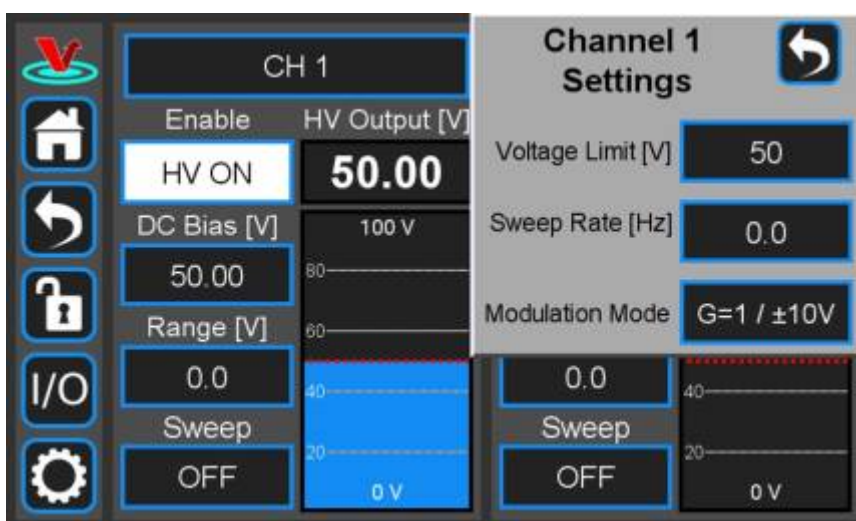 CH 1
Enable
HV ON
HV Output [V]
50.00
DC Bias [V]
50.00
Range [V]
0.0
Sweep
OFF
100 V
80
60
40
20
0 V
Channel 1
Settings
Voltage Limit [V]
50
Sweep Rate [Hz]
0.0
Modulation Mode
G=1 / ±10V
0.0
Sweep
OFF
40
20
0 V
I/O